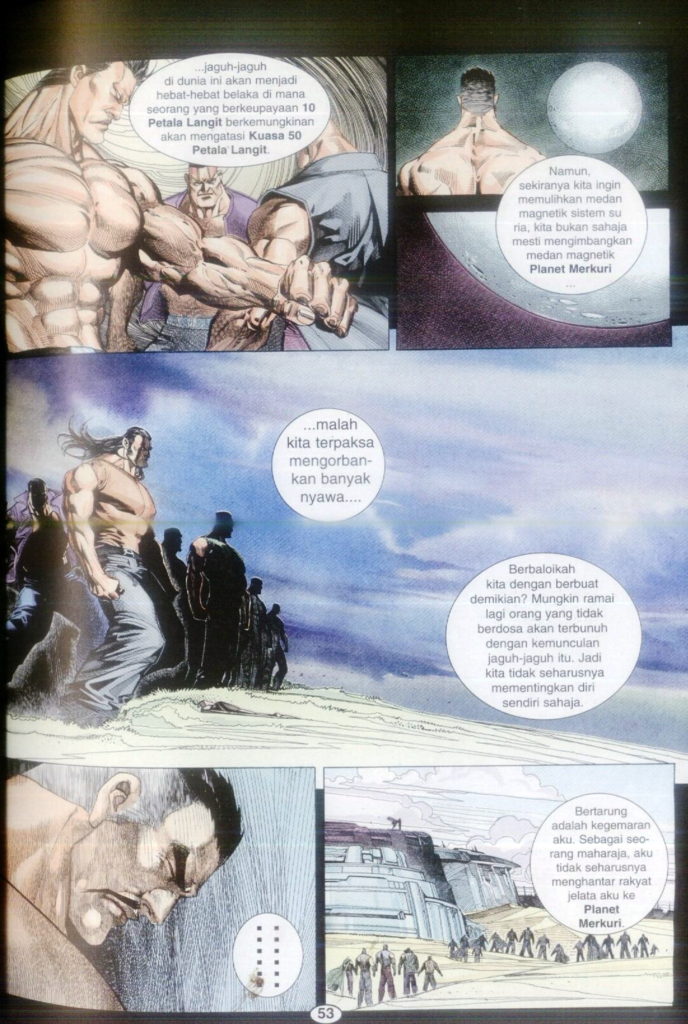 ...jaguh-jaguh
di dunia ini akan menjadi
hebat-hebat belaka di mana
seorang yang berkeupayaan 10
Petala Langit berkemungkinan
akan mengatasi Kuasa 50
Petala Langit.
Namun,
sekiranya kita ingin
memulihkan medan
magnetik sistem su
ria, kita bukan sahaja
mesti mengimbangkan
medan magnetik
Planet Merkuri
...
...malah
kita terpaksa
mengorban-
kan banyak
nyawa....
Berbaloikah
kita dengan berbuat
demikian? Mungkin ramai
lagi orang yang tidak
berdosa akan terbunuh
dengan kemunculan
jaguh-jaguh itu. Jadi
kita tidak seharusnya
mementingkan diri
sendiri sahaja.
Bertarung
adalah kegemaran
aku. Sebagai seo-
rang maharaja, aku
tidak seharusnya
menghantar rakyat
jelata aku ke
Planet
Merkuri.
53